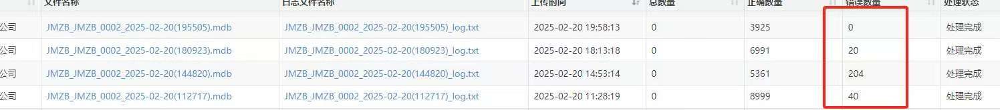 文件名称 日志文件名称 上传时间 总数量 正确数量 错误数量 处理状态
公司 JMZB_JMZB_0002_2025-02-20(195505).mdb JMZB_JMZB_0002_2025-02-20(195505)_log.txt 2025-02-20 19:58:13 0 3925 0 处理完成
公司 JMZB_JMZB_0002_2025-02-20(180923).mdb JMZB_JMZB_0002_2025-02-20(180923)_log.txt 2025-02-20 18:13:18 0 6991 20 处理完成
公司 JMZB_JMZB_0002_2025-02-20(144820).mdb JMZB_JMZB_0002_2025-02-20(144820)_log.txt 2025-02-20 14:53:14 0 5361 204 处理完成
公司 JMZB_JMZB_0002_2025-02-20(112717).mdb JMZB_JMZB_0002_2025-02-20(112717)_log.txt 2025-02-20 11:28:19 0 8999 40 处理完成